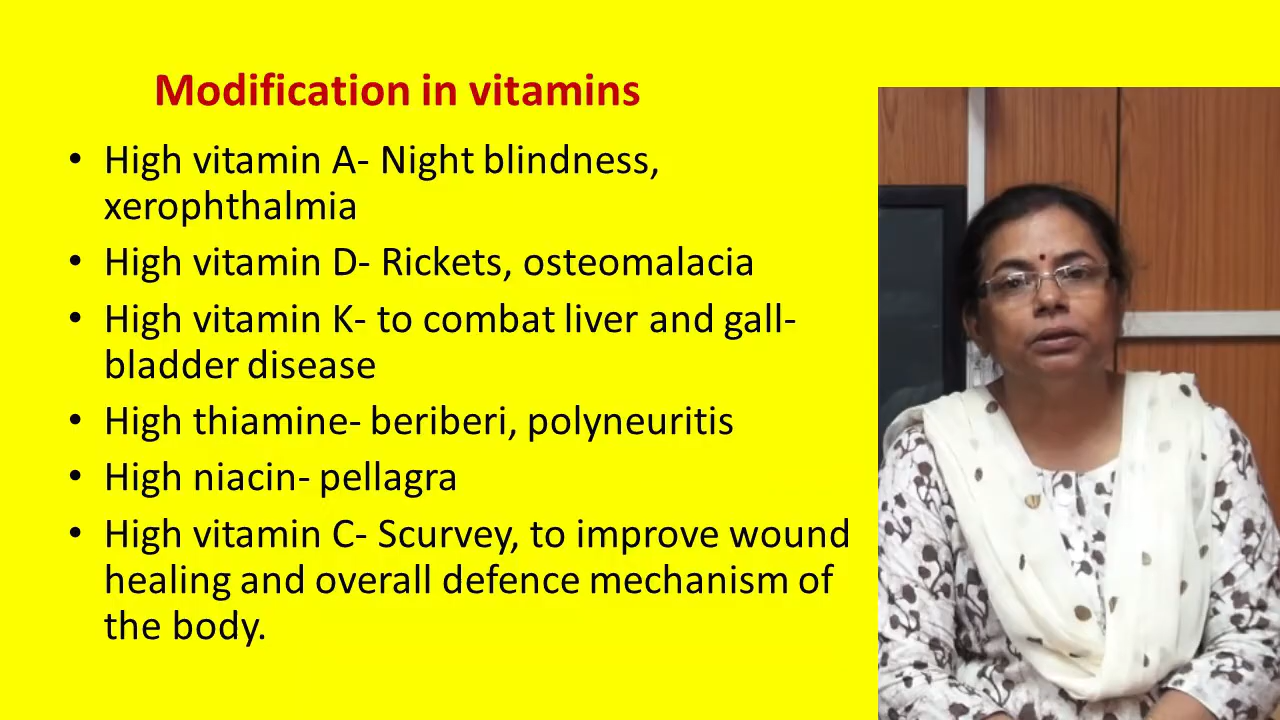 Modification in vitamins
• High vitamin A- Night blindness,
xerophthalmia
• High vitamin D- Rickets, osteomalacia
• High vitamin K- to combat liver and gall-
bladder disease
• High thiamine- beriberi, polyneuritis
• High niacin- pellagra
• High vitamin C- Scurvey, to improve wound
healing and overall defence mechanism of
the body.